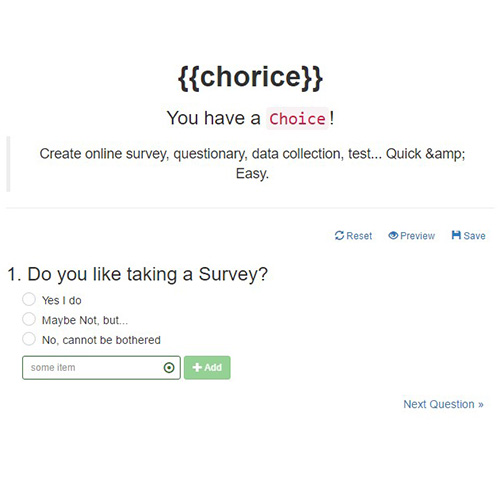 {{chorice}}
You have a Choice!
Create online survey, questionary, data collection, test... Quick &amp;
Easy.
Reset Preview Save
1. Do you like taking a Survey?
Yes I do
Maybe Not, but...
No, cannot be bothered
some item Add
Next Question »